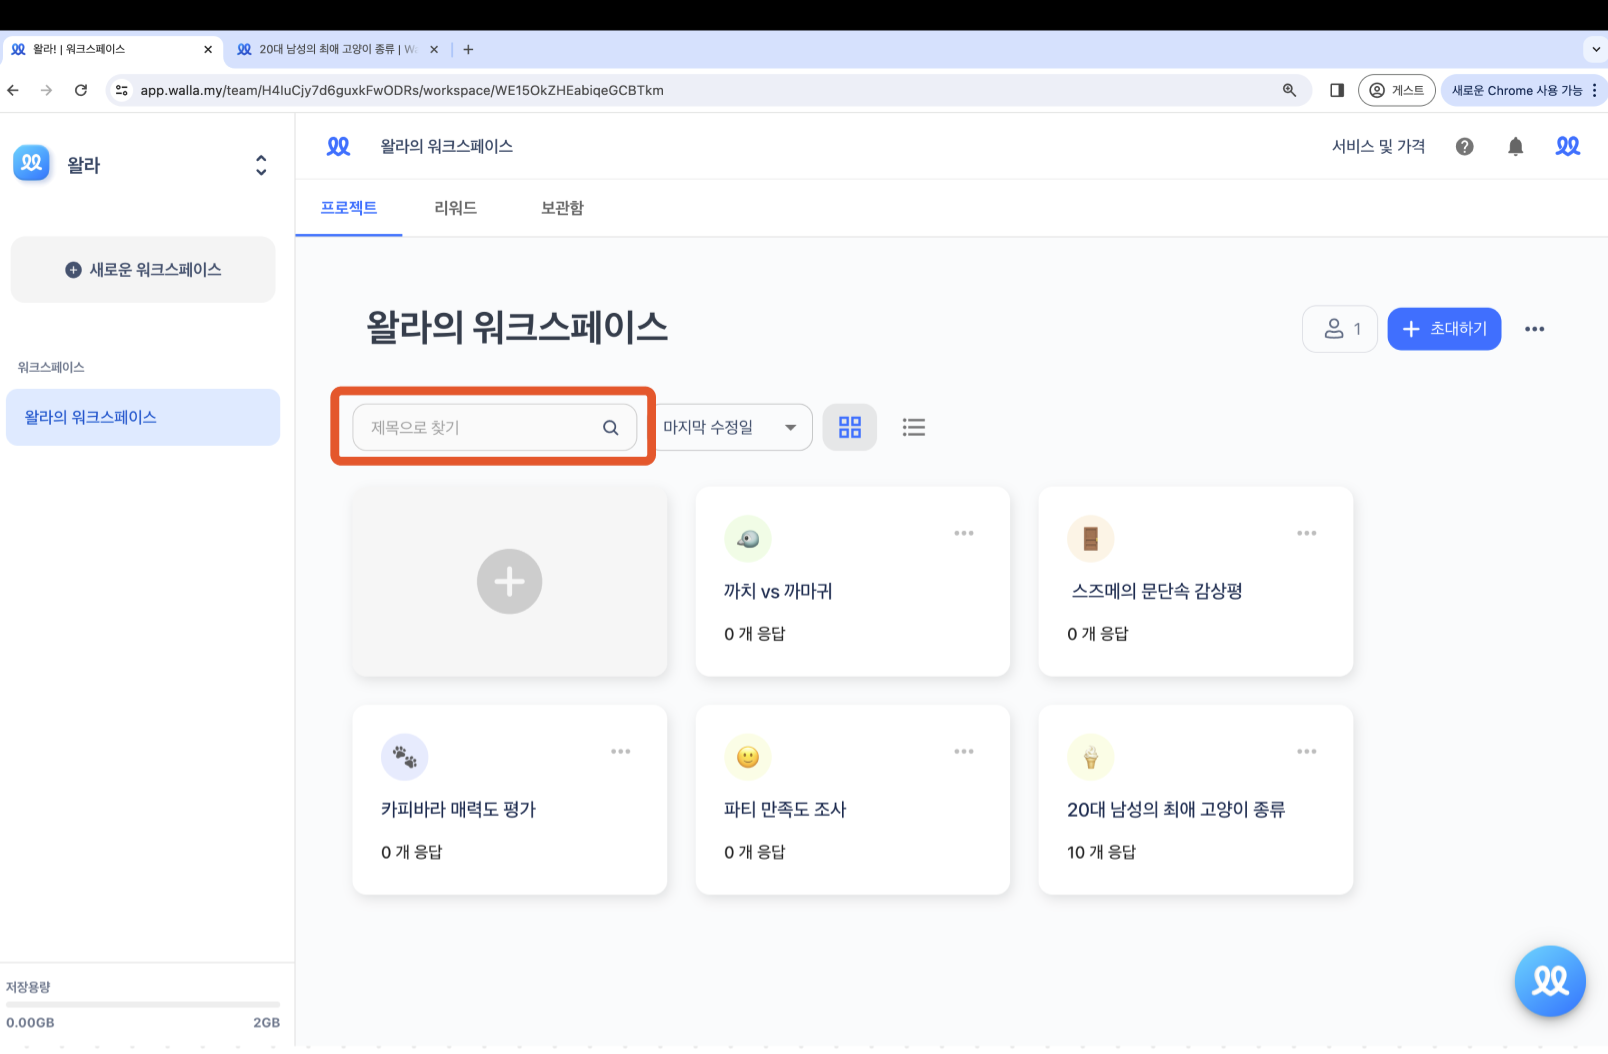 왈라! | 워크스페이스
20대 남성의 최애 고양이 종류 | Wa
app.walla.my/team/H4luCjy7d6guxkFwODRs/workspace/WE15OkZHEabiqeGCBTkm
게스트
새로운 Chrome 사용 가능
왈라
왈라의 워크스페이스
서비스 및 가격
프로젝트
리워드
보관함
새로운 워크스페이스
워크스페이스
왈라의 워크스페이스
왈라의 워크스페이스
1
초대하기
제목으로 찾기
마지막 수정일
까치 vs 까마귀
0 개 응답
스즈메의 문단속 감상평
0 개 응답
카피바라 매력도 평가
0 개 응답
파티 만족도 조사
0 개 응답
20대 남성의 최애 고양이 종류
10 개 응답
저장용량
0.00GB
2GB